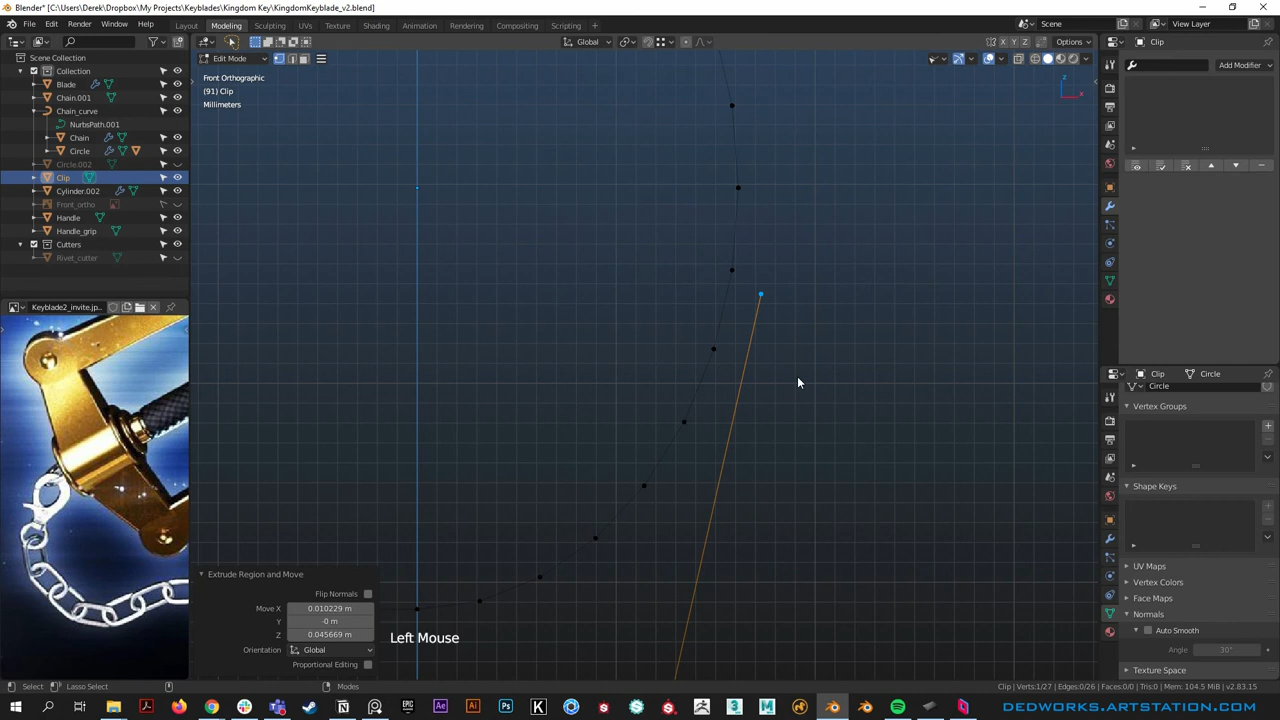 Blender* [C:\Users\Derek\Dropbox\My Projects\Keyblades\Kingdom Key\KingdomKeyblade_v2.blend]
File Edit Render Window Help Layout Modeling Sculpting UVs Texture Paint Shading Animation Rendering Compositing Scripting Scene View Layer
Global Options Clip
Edit Mode
Scene Collection
Collection
Blade
Chain.001
Chain_curve
NurbsPath.001
Chain
Circle
Circle.002
Clip
Cylinder.002
Front_ortho
Handle
Handle_grip
Cutters
Rivet_cutter
Keyblade2_invite.jp..
Front Orthographic
(91) Clip
Millimeters
Z
X
Add Modifier
Clip Circle
Circle
Vertex Groups
Shape Keys
UV Maps
Vertex Colors
Face Maps
Normals
Auto Smooth
Angle 30°
Texture Space
Extrude Region and Move
Flip Normals
Move X 0.010229 m
Y -0 m
Z 0.045669 m
Orientation Global
Proportional Editing
Left Mouse
Select Lasso Select Modes Clip | Verts:1/27 | Edges:0/26 | Faces:0/0 | Tris:0 | Mem: 104.5 MiB | v2.83.15
DEDWORKS.ARTSTATION.COM